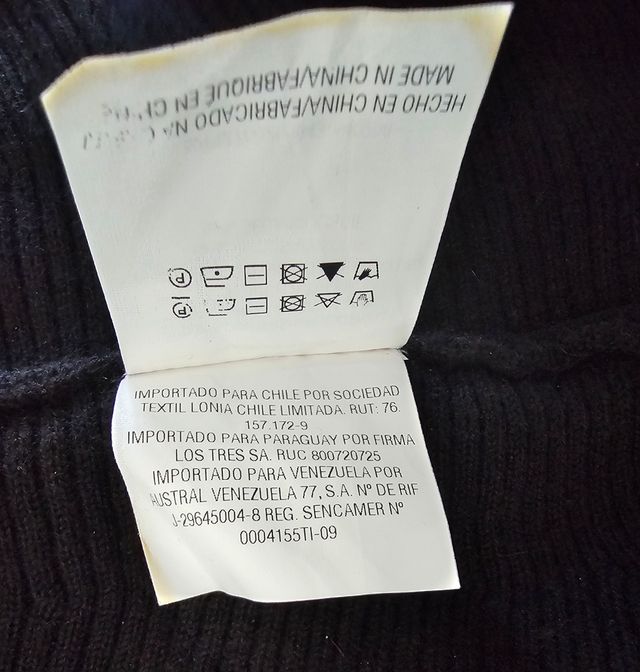 HECHO EN CHINA/FABRICADO NA
MADE IN CHINA/FABRIQUÉ EN
IMPORTADO PARA CHILE POR SOCIEDAD
TEXTIL LONIA CHILE LIMITADA. RUT: 76.
157.172-9
IMPORTADO PARA PARAGUAY POR FIRMA
LOS TRES SA. RUC 800720725
IMPORTADO PARA VENEZUELA POR
AUSTRAL VENEZUELA 77, S.A. Nº DE RIF
J-29645004-8 REG. SENCAMER Nº
0004155TI-09